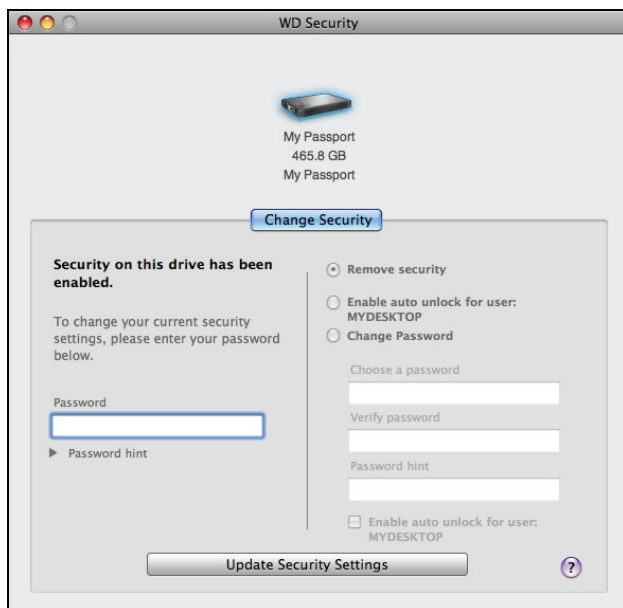 WD Security
My Passport
465.8 GB
My Passport
Change Security
Security on this drive has been
enabled.
To change your current security
settings, please enter your password
below.
Password
Password hint
Remove security
Enable auto unlock for user:
MYDESKTOP
Change Password
Choose a password
Verify password
Password hint
Enable auto unlock for user:
MYDESKTOP
Update Security Settings
?